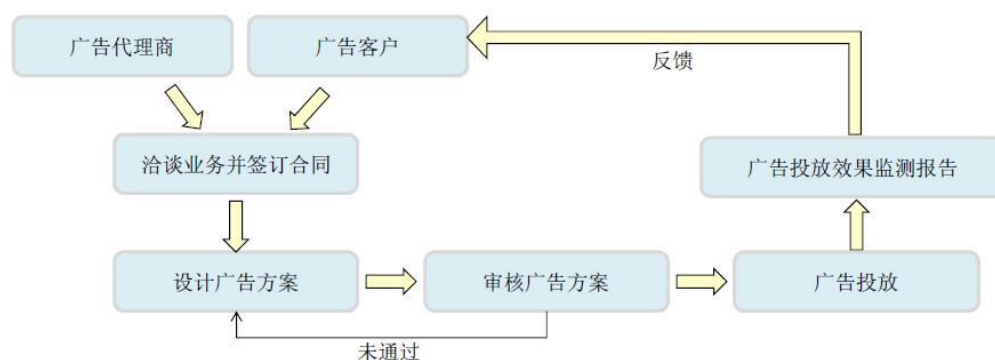 广告代理商
广告客户
反馈
洽谈业务并签订合同
广告投放效果监测报告
设计广告方案
审核广告方案
广告投放
未通过